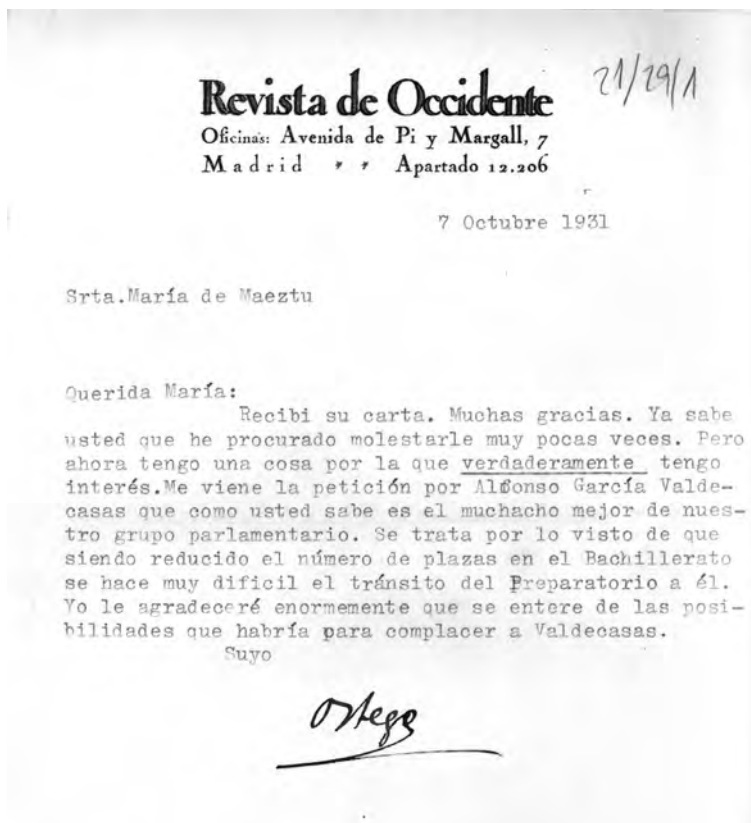 Revista de Occidente
21/29/1
Oficinas: Avenida de Pi y Margall, 7
Madrid Apartado 12.206
7 Octubre 1931
Srta.María de Maeztu
Querida María:
Recibi su carta. Muchas gracias. Ya sabe
usted que he procurado molestarle muy pocas veces. Pero
ahora tengo una cosa por la que verdaderamente tengo
interés.Me viene la petición por Alfonso García Valde-
casas que como usted sabe es el muchacho mejor de nues-
tro grupo parlamentario. Se trata por lo visto de que
siendo reducido el número de plazas en el Bachillerato
se hace muy dificil el tránsito del Preparatorio a él.
Yo le agradeceré enormemente que se entere de las posi-
bilidades que habría para complacer a Valdecasas.
Suyo
Ortega